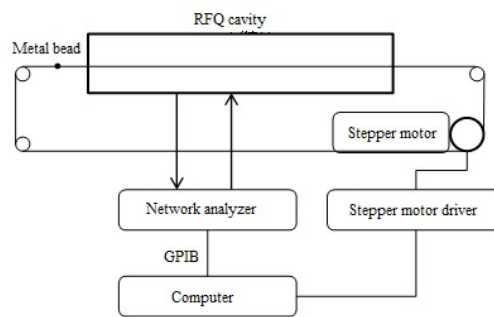 RFQ cavity
Metal bead
Stepper motor
Network analyzer
Stepper motor driver
GPIB
Computer